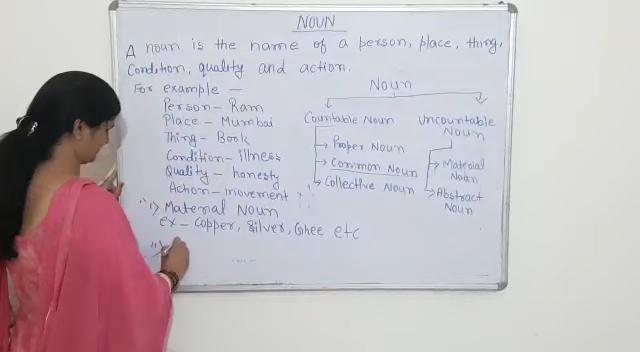 NOUN
A noun is the name of a person, place, thing,
Condition, quality and action.
For example –
Person – Ram
Place – Mumbai
Thing – Book
Condition – illness
Quality – honesty
Action – movement
Noun
Countable Noun
Proper Noun
Common Noun
Collective Noun
Uncountable
Noun
Material
Noun
Abstract
Noun
1) Material Noun
ex – Copper, Silver, Ghee etc